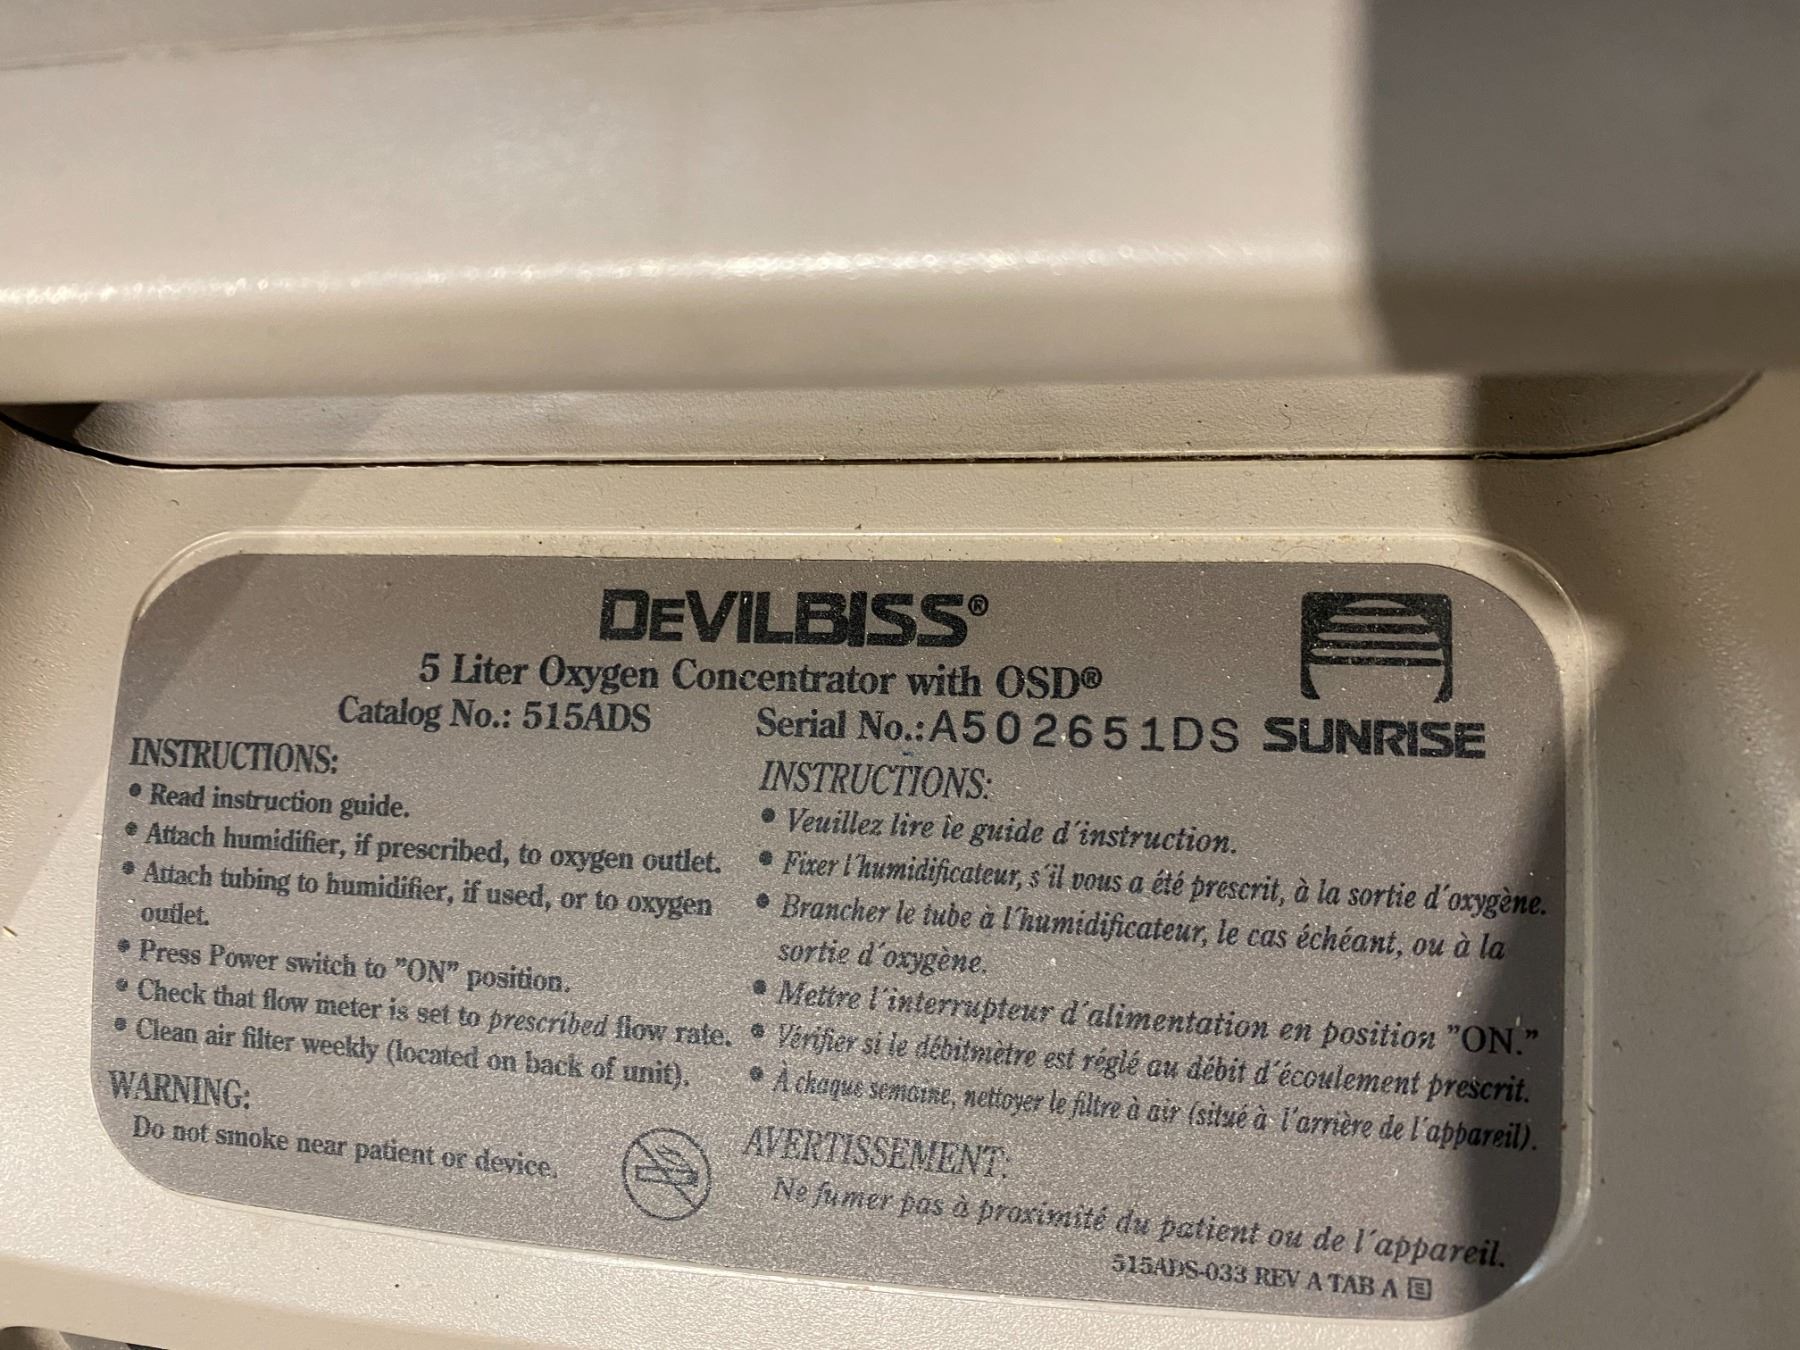 DEVILBISS®
5 Liter Oxygen Concentrator with OSD®
Catalog No.: 515ADS
Serial No.: A502651DS
SUNRISE
INSTRUCTIONS:
• Read instruction guide.
• Attach humidifier, if prescribed, to oxygen outlet.
• Attach tubing to humidifier, if used, or to oxygen
outlet.
• Press Power switch to "ON" position.
• Check that flow meter is set to prescribed flow rate.
• Clean air filter weekly (located on back of unit).
WARNING:
Do not smoke near patient or device.
INSTRUCTIONS:
• Veuillez lire le guide d´instruction.
• Fixer l´humidificateur, s´il vous a été prescrit, à la sortie d´oxygène.
• Brancher le tube à l´humidificateur, le cas échéant, ou à la
sortie d´oxygène.
• Mettre l´interrupteur d´alimentation en position "ON."
• Vérifier si le débitmètre est réglé au débit d´écoulement prescrit.
• À chaque semaine, nettoyer le filtre à air (situé à l´arrière de l´appareil).
AVERTISSEMENT:
Ne fumer pas à proximité du patient ou de l´appareil.
515ADS-033 REV A TAB A E